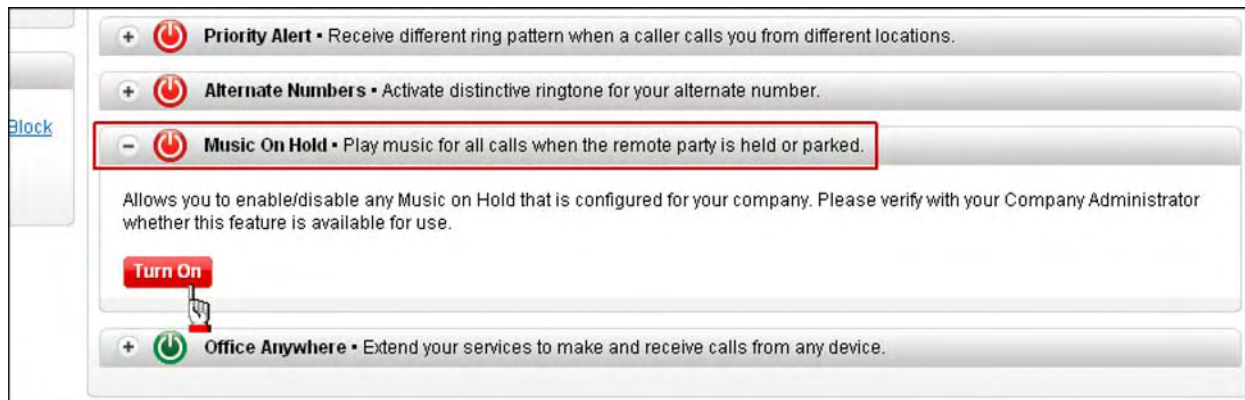 Priority Alert ▪ Receive different ring pattern when a caller calls you from different locations.
Alternate Numbers ▪ Activate distinctive ringtone for your alternate number.
Block
Music On Hold ▪ Play music for all calls when the remote party is held or parked.
Allows you to enable/disable any Music on Hold that is configured for your company. Please verify with your Company Administrator
whether this feature is available for use.
Turn On
Office Anywhere ▪ Extend your services to make and receive calls from any device.